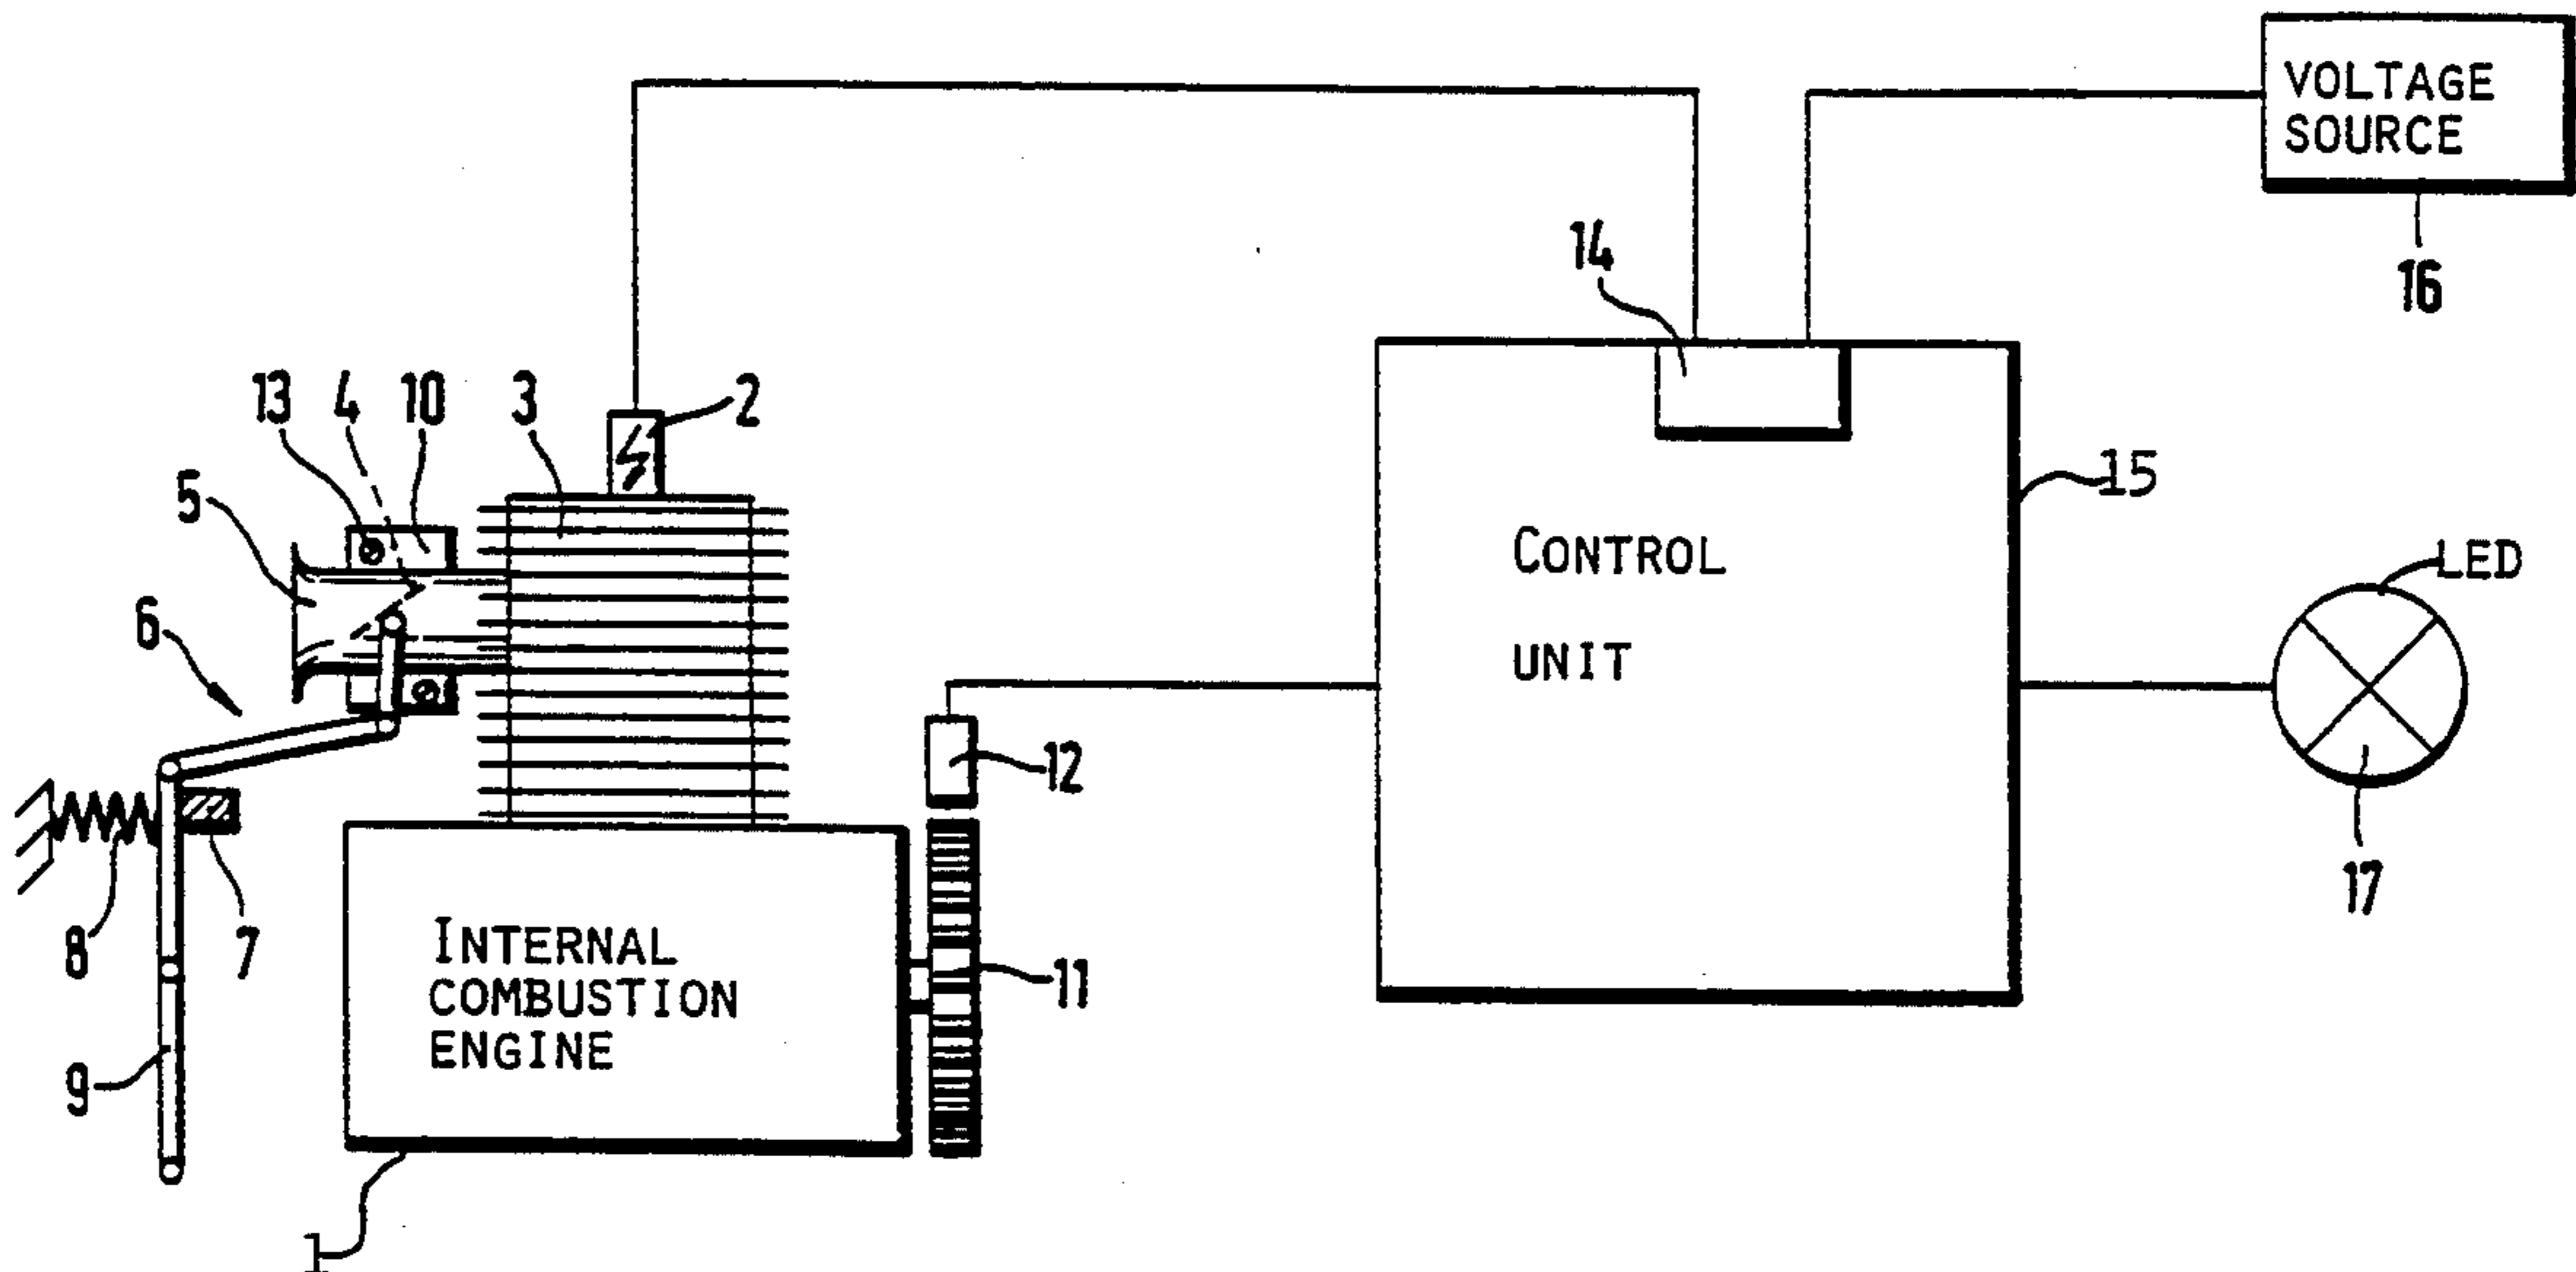 VOLTAGE
SOURCE
16
14
13 4 10 3 2
5
15
CONTROL
UNIT
LED
6
12
17
8 7
INTERNAL
COMBUSTION
ENGINE
11
9
1